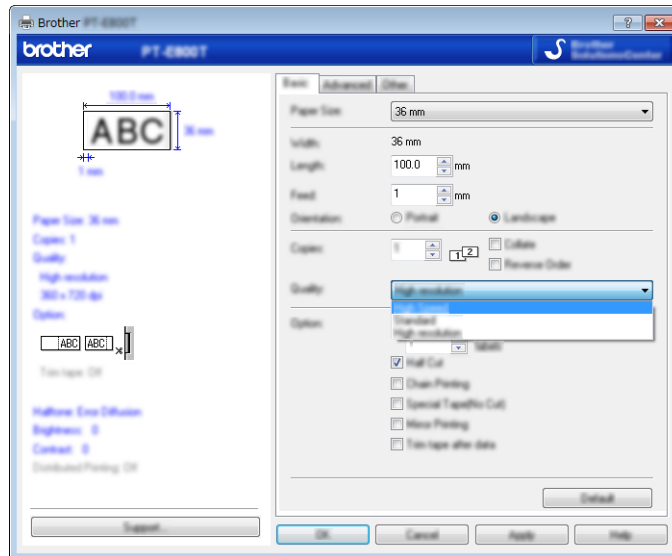 Brother PT-E800T
brother PT-E800T
Brother
SolutionsCenter
100.0 mm
ABC
36 mm
1 mm
Paper Size: 36 mm
Copies: 1
Quality:
High resolution
360 x 720 dpi
Option:
ABC ABC
Trim tape: Off
Halftone: Error Diffusion
Brightness: 0
Contrast: 0
Distributed Printing: Off
Support...
Basic Advanced Other
Paper Size: 36 mm
Width: 36 mm
Length: 100.0 mm
Feed: 1 mm
Orientation: Portrait Landscape
Copies: 1 1 2 Collate
Reverse Order
Quality: High resolution
High Speed
Standard
High resolution
Option:
labels
Half Cut
Chain Printing
Special Tape(No Cut)
Mirror Printing
Trim tape after data
Default
OK Cancel Apply Help